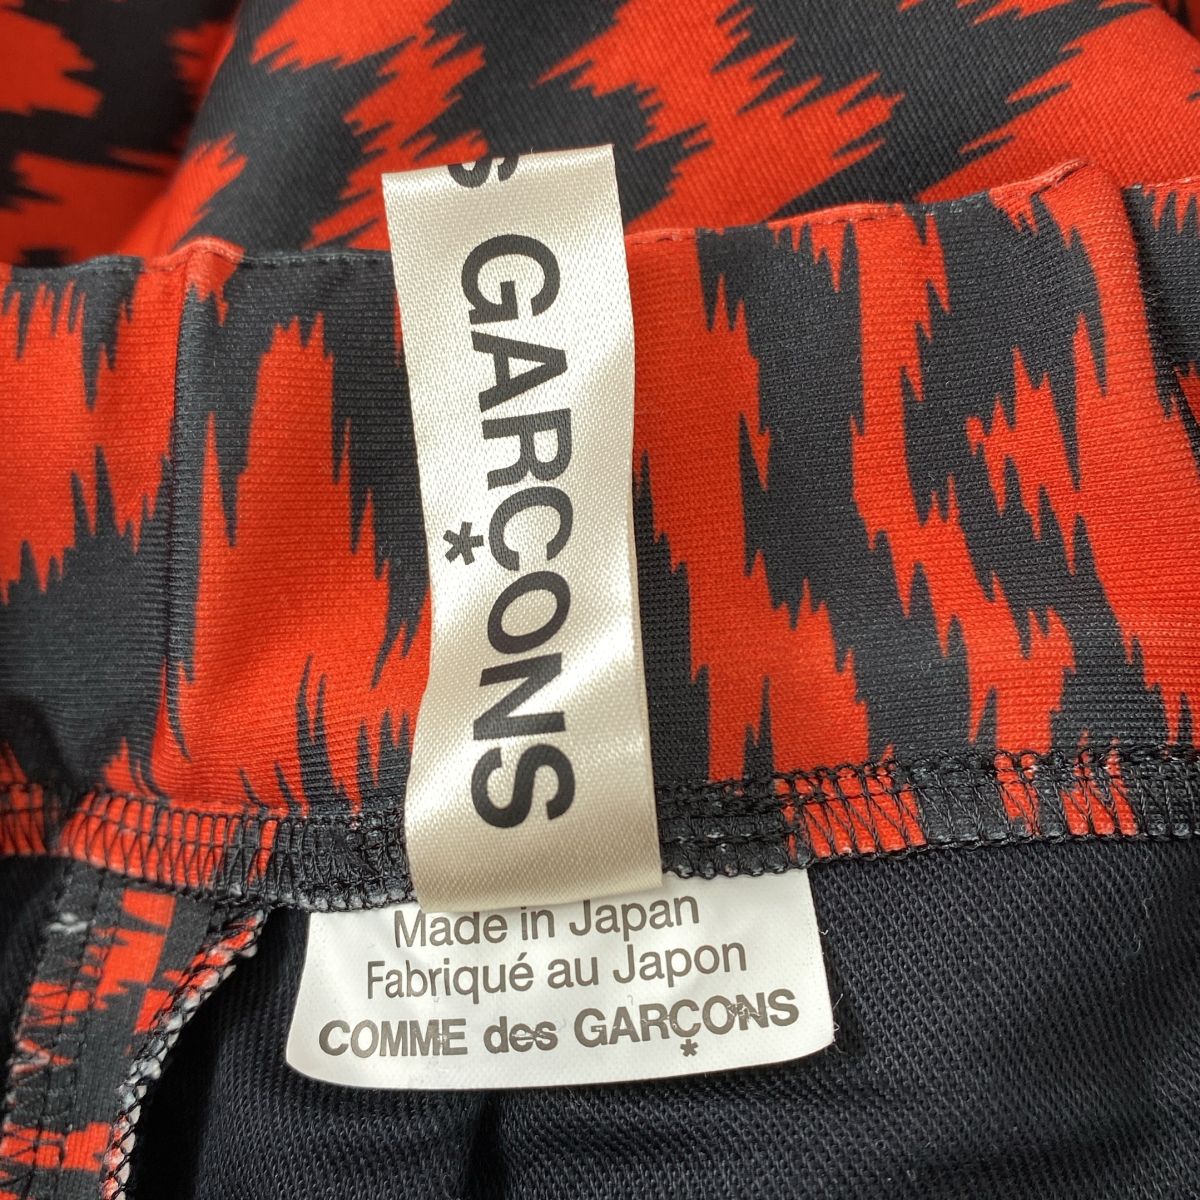 GARÇONS
Made in Japan
Fabriqué au Japon
COMME des GARÇONS
*